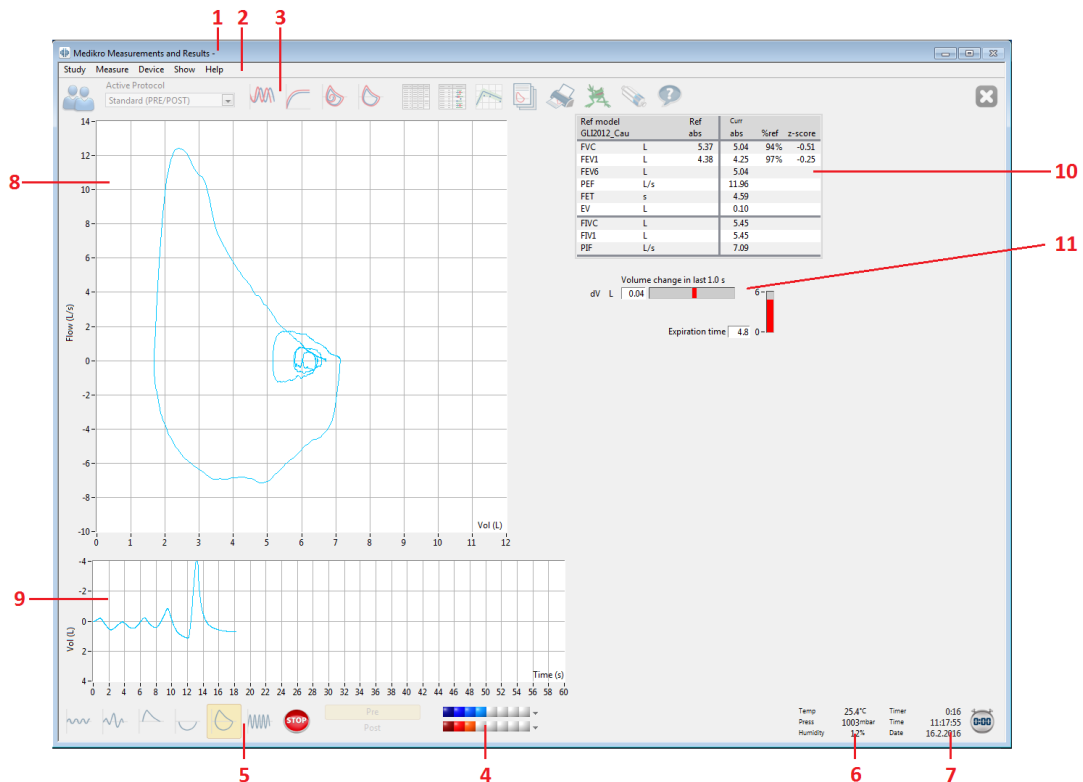 1 2 3
Medikro Measurements and Results -
Study Measure Device Show Help
Active Protocol
Standard (PRE/POST)
Ref model Ref Curr
GLI2012_Cau abs abs %ref z-score
FVC L 5.37 5.04 94% -0.51
FEV1 L 4.38 4.25 97% -0.25
FEV6 L 5.04
PEF L/s 11.96
FET s 4.59
EV L 0.10
FIVC L 5.45
FIV1 L 5.45
PIF L/s 7.09
10
11
Volume change in last 1.0 s
dV L 0.04
6
Expiration time 4.8 0
8
14
12
10
8
6
4
2
0
-2
-4
-6
-8
-10
Flow (L/s)
Vol (L)
0 1 2 3 4 5 6 7 8 9 10 11 12
9
-4
-2
0
2
4
Vol (L)
Time (s)
0 2 4 6 8 10 12 14 16 18 20 22 24 26 28 30 32 34 36 38 40 42 44 46 48 50 52 54 56 58 60
STOP
Pre
Post
Temp 25.4°C Timer 0:16
Press 1003mbar Time 11:17:55
Humidity 12% Date 16.2.2016
0:00
5 4 6 7